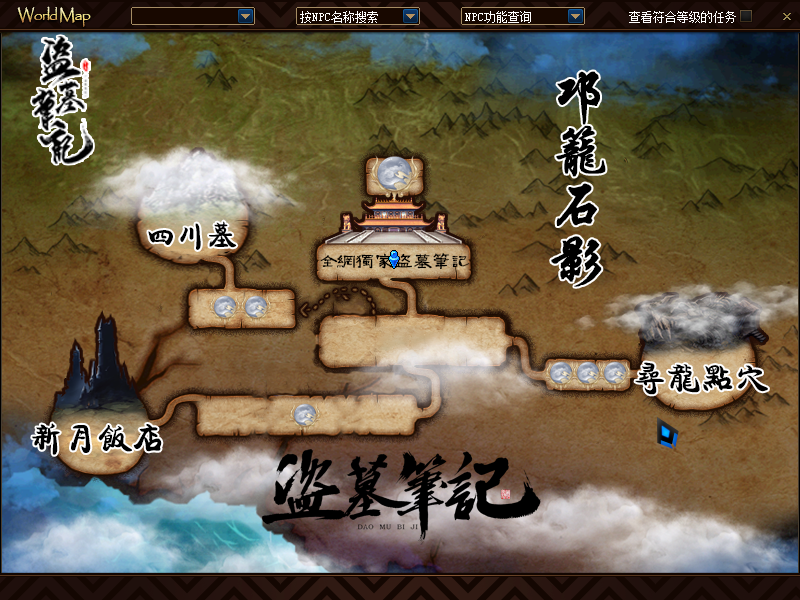 WorldMap
按NPC名称搜索
NPC功能查询
查看符合等级的任务
盜墓筆記
邛籠石影
四川墓
全網獨家盜墓筆記
尋龍點穴
新月飯店
盜墓筆記
DAO MU BI JI